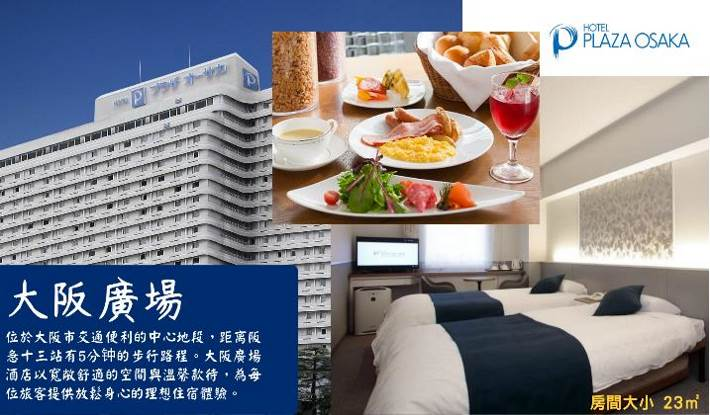 HOTEL
PLAZA OSAKA
HOTEL プラザ オーサカ
大阪廣場
位於大阪市交通便利的中心地段，距離阪
急十三站有5分钟的步行路程。大阪廣場
酒店以寬敞舒適的空間與溫馨款待，為每
位旅客提供放鬆身心的理想住宿體驗。
房間大小 23㎡